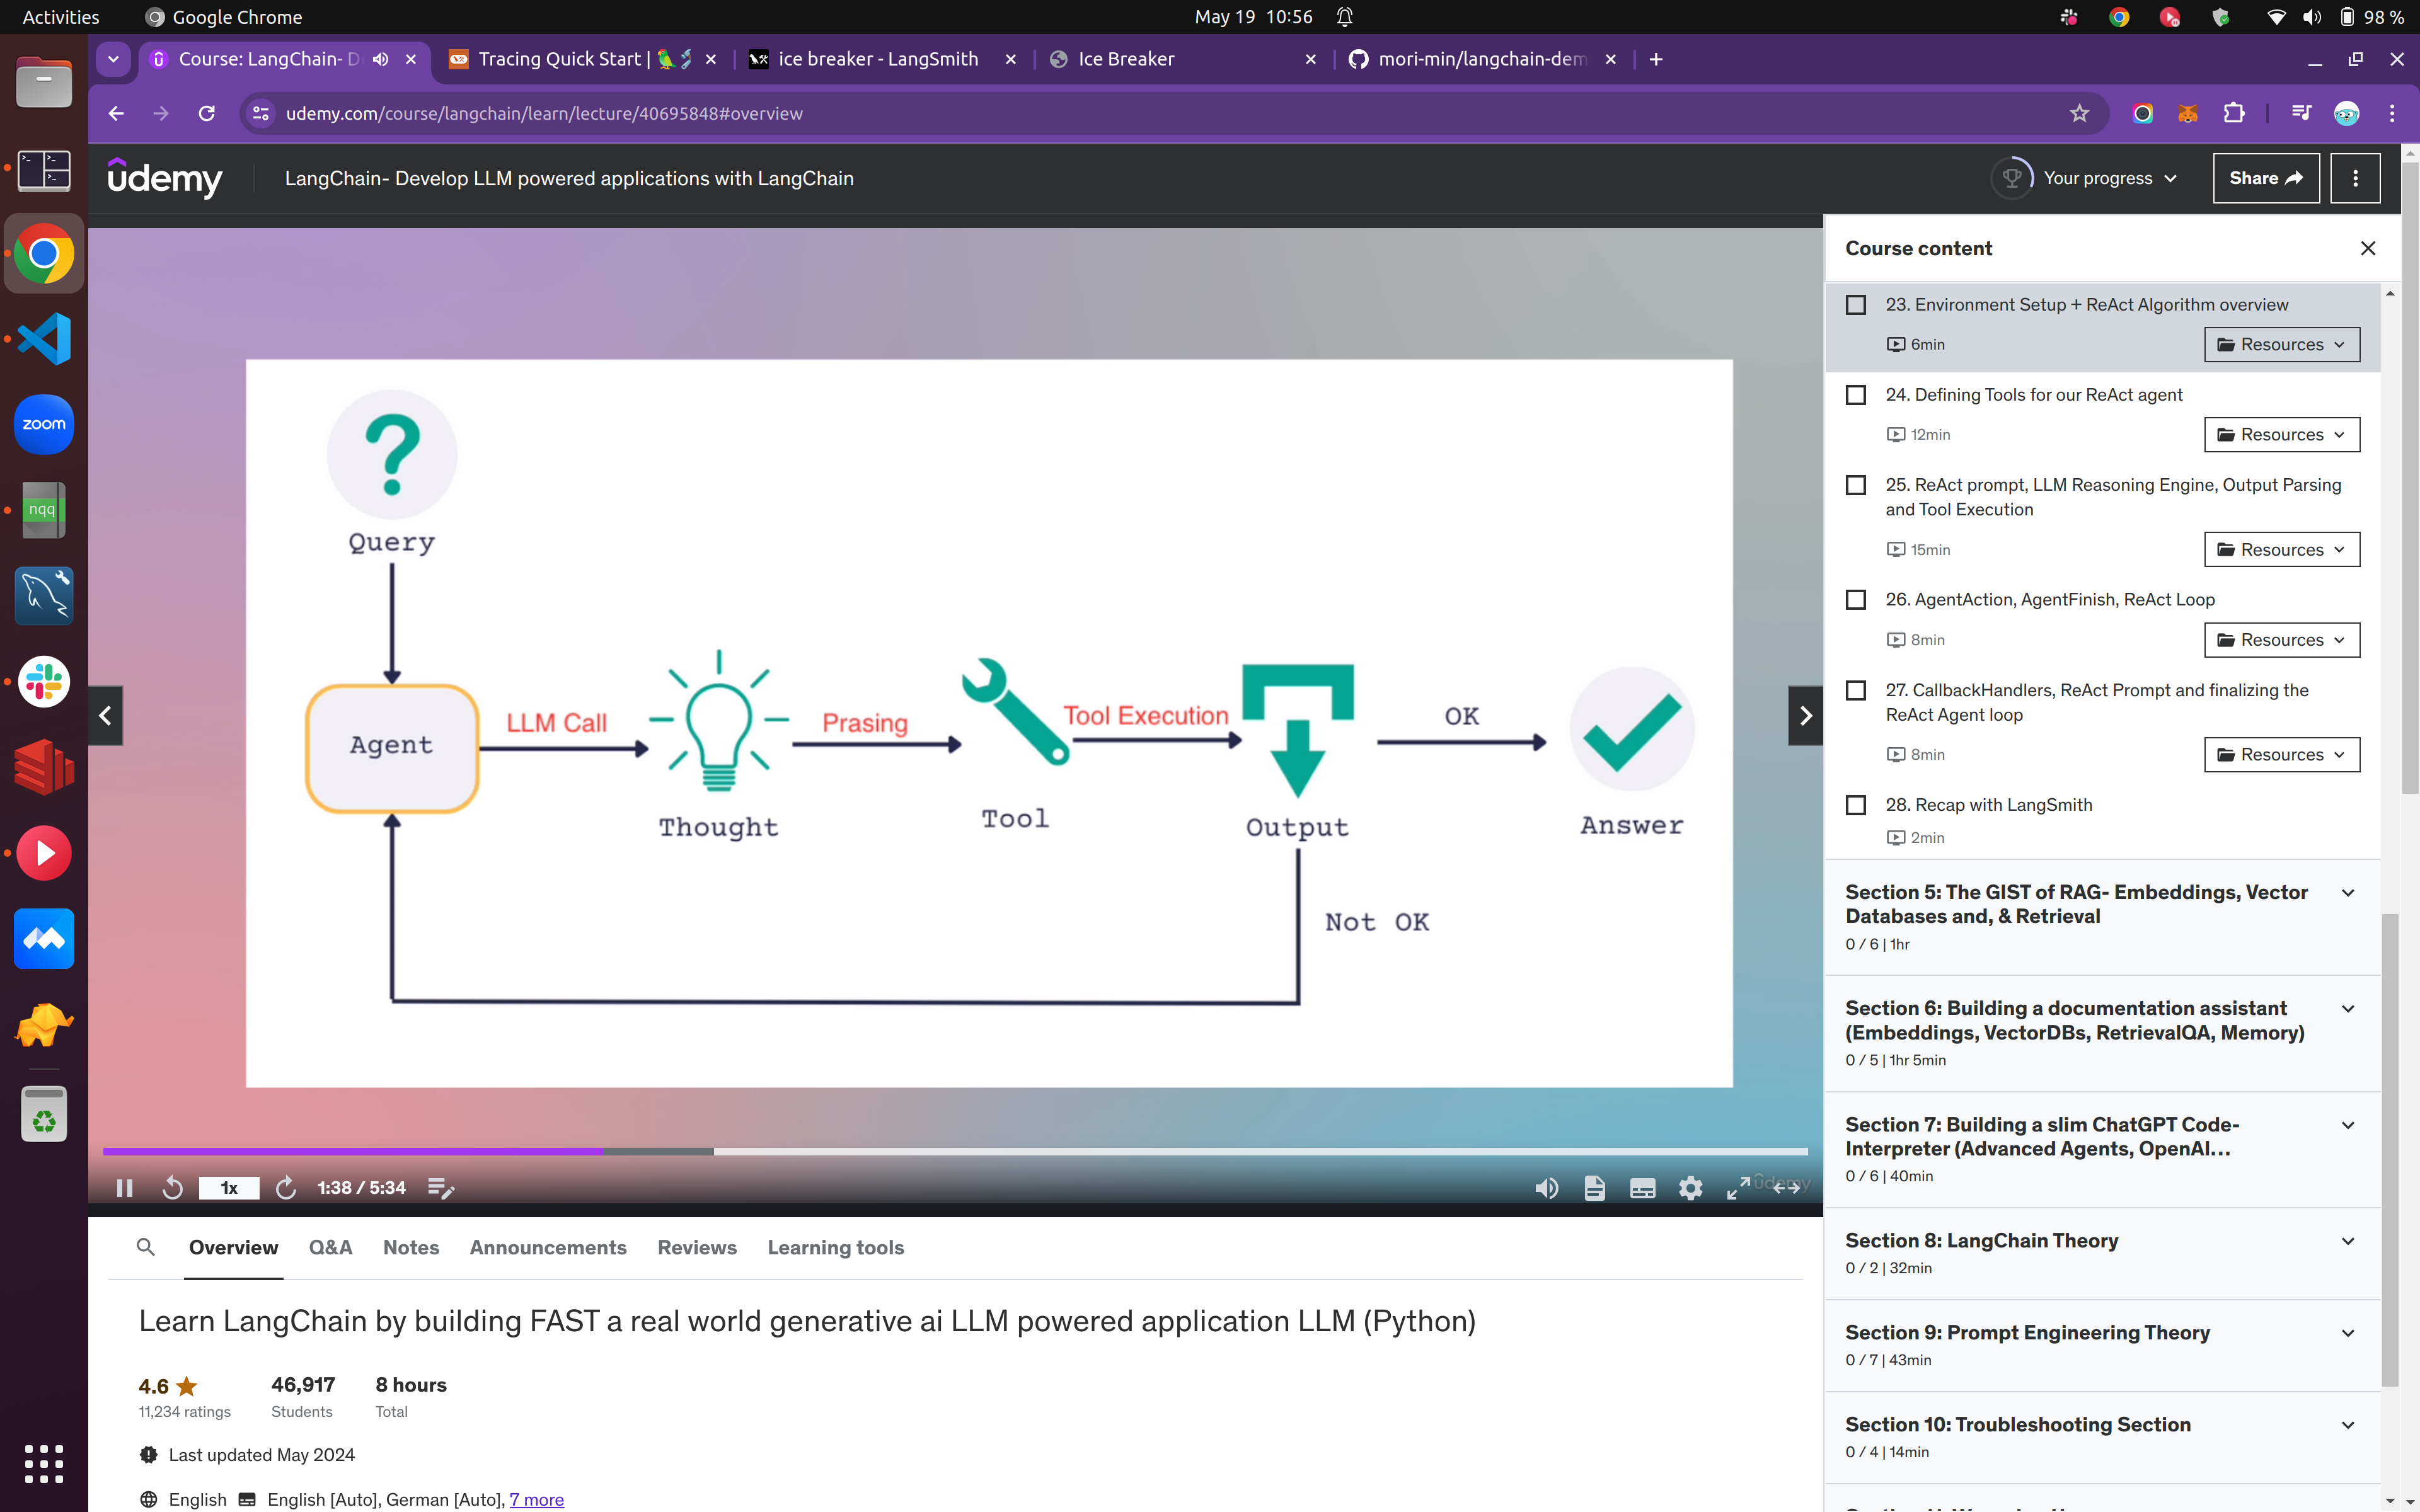 Activities
Google Chrome
May 19 10:56
98 %
Course: LangChain- D
Tracing Quick Start |
ice breaker - LangSmith
Ice Breaker
mori-min/langchain-dem
udemy.com/course/langchain/learn/lecture/40695848#overview
udemy
LangChain- Develop LLM powered applications with LangChain
Your progress
Share
zoom
nqq
Query
Agent
LLM Call
Thought
Prasing
Tool
Tool Execution
Output
OK
Answer
Not OK
1x
1:38 / 5:34
udemy
Course content
23. Environment Setup + ReAct Algorithm overview
6min
Resources
24. Defining Tools for our ReAct agent
12min
Resources
25. ReAct prompt, LLM Reasoning Engine, Output Parsing
and Tool Execution
15min
Resources
26. AgentAction, AgentFinish, ReAct Loop
8min
Resources
27. CallbackHandlers, ReAct Prompt and finalizing the
ReAct Agent loop
8min
Resources
28. Recap with LangSmith
2min
Section 5: The GIST of RAG- Embeddings, Vector
Databases and, & Retrieval
0 / 6 | 1hr
Section 6: Building a documentation assistant
(Embeddings, VectorDBs, RetrievalQA, Memory)
0 / 5 | 1hr 5min
Section 7: Building a slim ChatGPT Code-
Interpreter (Advanced Agents, OpenAI...
0 / 6 | 40min
Section 8: LangChain Theory
0 / 2 | 32min
Section 9: Prompt Engineering Theory
0 / 7 | 43min
Section 10: Troubleshooting Section
0 / 4 | 14min
Overview
Q&A
Notes
Announcements
Reviews
Learning tools
Learn LangChain by building FAST a real world generative ai LLM powered application LLM (Python)
4.6
11,234 ratings
46,917
Students
8 hours
Total
Last updated May 2024
English
English [Auto], German [Auto], 7 more